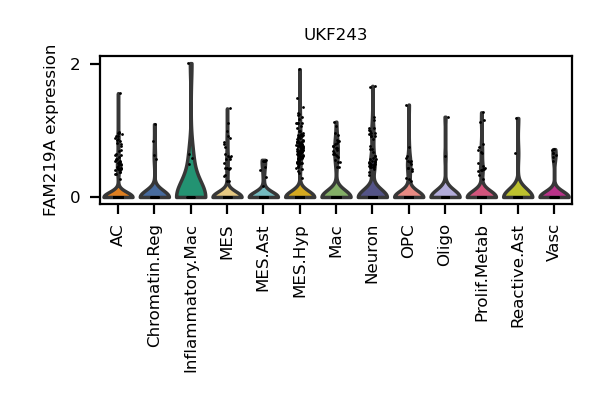 UKF243
FAM219A expression
2
0
AC
Chromatin.Reg
Inflammatory.Mac
MES
MES.Ast
MES.Hyp
Mac
Neuron
OPC
Oligo
Prolif.Metab
Reactive.Ast
Vasc